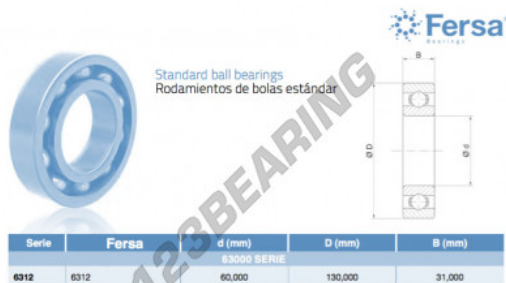 Fersa
Bearings
Standard ball bearings
Rodamientos de bolas estándar
B
Ø D
Ø d
123BEARING
Serie Fersa d (mm) D (mm) B (mm)
63000 SERIE
6312 6312 60,000 130,000 31,000